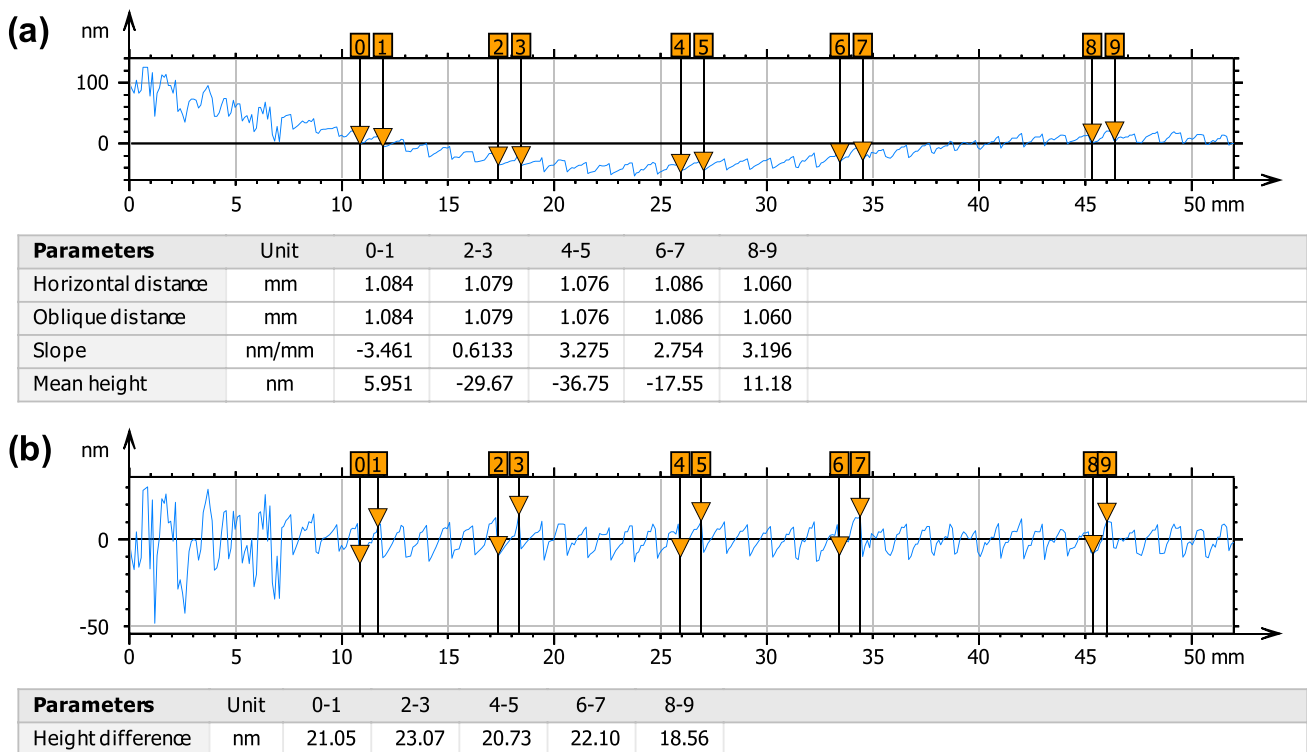 (a)
nm
0 1 2 3 4 5 6 7 8 9
100
0
0 5 10 15 20 25 30 35 40 45 50 mm
Parameters Unit 0-1 2-3 4-5 6-7 8-9
Horizontal distance mm 1.084 1.079 1.076 1.086 1.060
Oblique distance mm 1.084 1.079 1.076 1.086 1.060
Slope nm/mm -3.461 0.6133 3.275 2.754 3.196
Mean height nm 5.951 -29.67 -36.75 -17.55 11.18
(b)
nm
0 1 2 3 4 5 6 7 8 9
0
-50
0 5 10 15 20 25 30 35 40 45 50 mm
Parameters Unit 0-1 2-3 4-5 6-7 8-9
Height difference nm 21.05 23.07 20.73 22.10 18.56